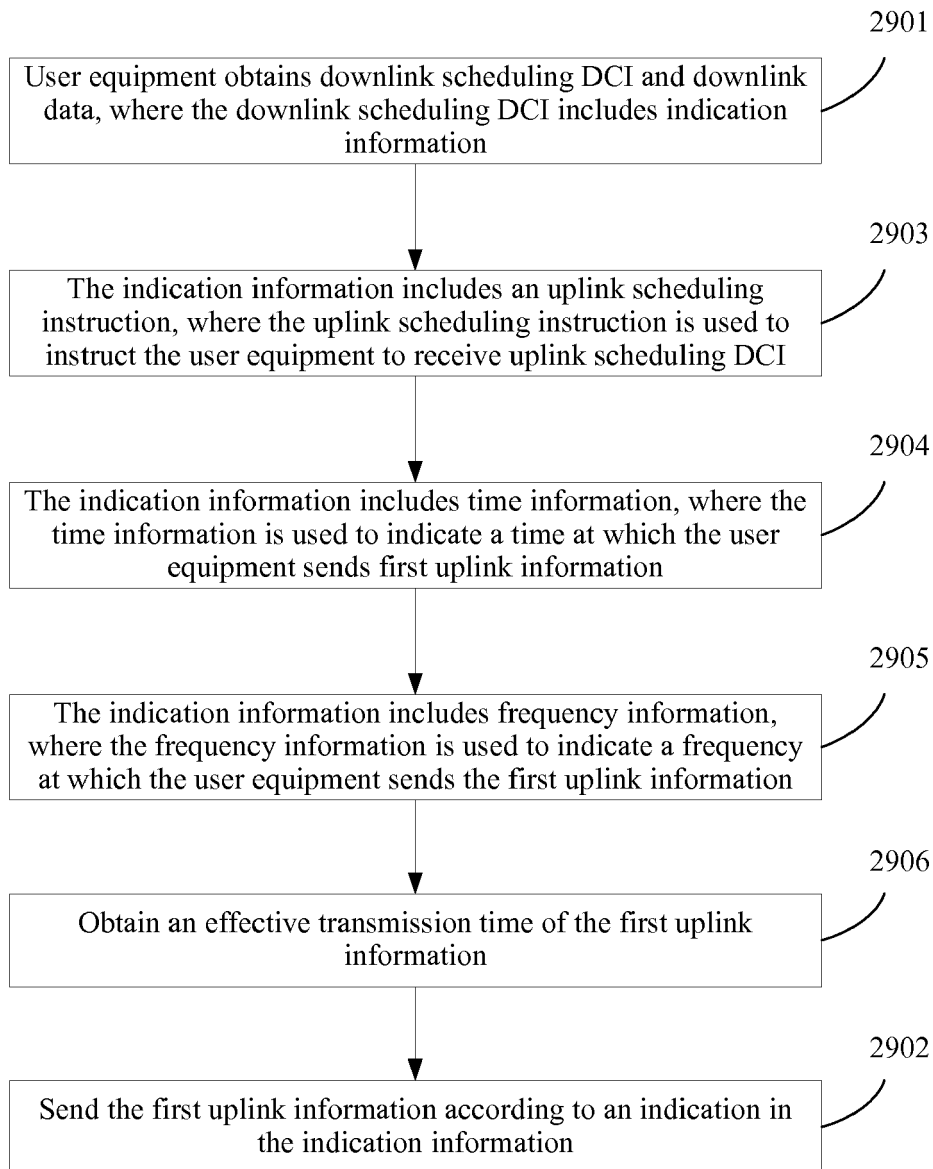 2901
User equipment obtains downlink scheduling DCI and downlink
data, where the downlink scheduling DCI includes indication
information
2903
The indication information includes an uplink scheduling
instruction, where the uplink scheduling instruction is used to
instruct the user equipment to receive uplink scheduling DCI
2904
The indication information includes time information, where the
time information is used to indicate a time at which the user
equipment sends first uplink information
2905
The indication information includes frequency information,
where the frequency information is used to indicate a frequency
at which the user equipment sends the first uplink information
2906
Obtain an effective transmission time of the first uplink
information
2902
Send the first uplink information according to an indication in
the indication information